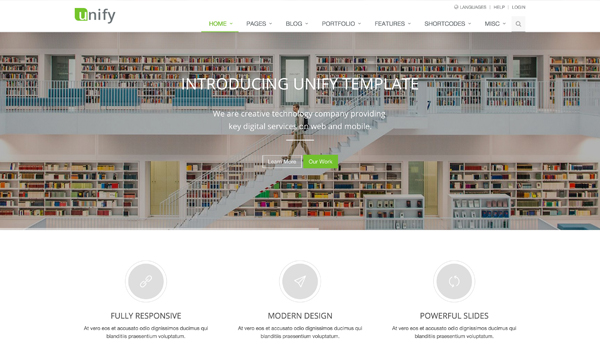 LANGUAGES | HELP | LOGIN
unify
HOME PAGES BLOG PORTFOLIO FEATURES SHORTCODES MISC
INTRODUCING UNIFY TEMPLATE
We are creative technology company providing
key digital services on web and mobile.
Learn More Our Work
FULLY RESPONSIVE MODERN DESIGN POWERFUL SLIDES
At vero eos et accusato odio dignissimos ducimus qui At vero eos et accusato odio dignissimos ducimus qui At vero eos et accusato odio dignissimos ducimus qui
blanditiis praesentium voluptatum. blanditiis praesentium voluptatum. blanditiis praesentium voluptatum.